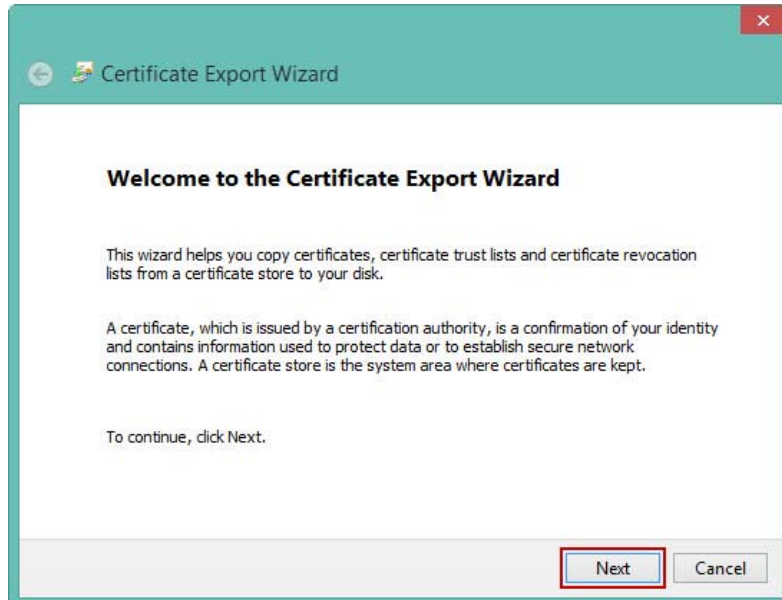 Certificate Export Wizard
Welcome to the Certificate Export Wizard
This wizard helps you copy certificates, certificate trust lists and certificate revocation
lists from a certificate store to your disk.
A certificate, which is issued by a certification authority, is a confirmation of your identity
and contains information used to protect data or to establish secure network
connections. A certificate store is the system area where certificates are kept.
To continue, click Next.
Next Cancel